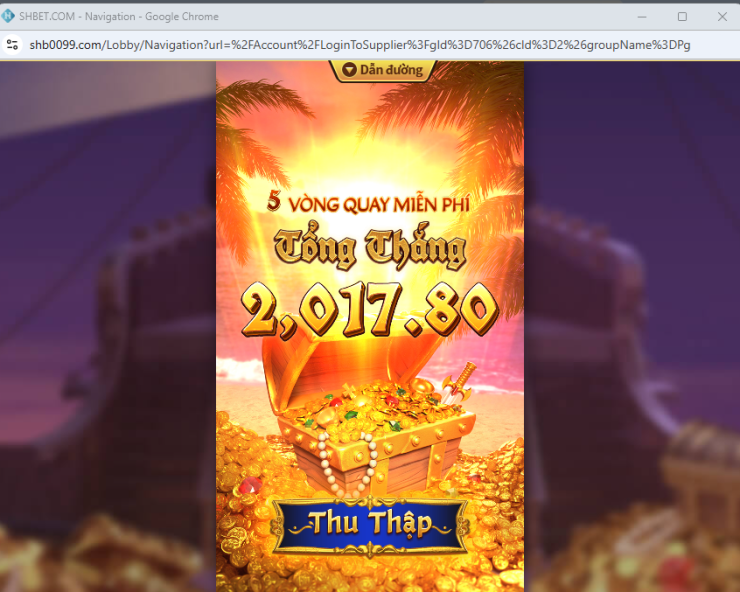 SHBET.COM - Navigation - Google Chrome
shb0099.com/Lobby/Navigation?url=%2FAccount%2FLoginToSupplier%3FgId%3D706%26cId%3D2%26groupName%3DPg
Dẫn đường
5 VÒNG QUAY MIỄN PHÍ
Tổng Thắng
2,017.80
Thu Thập